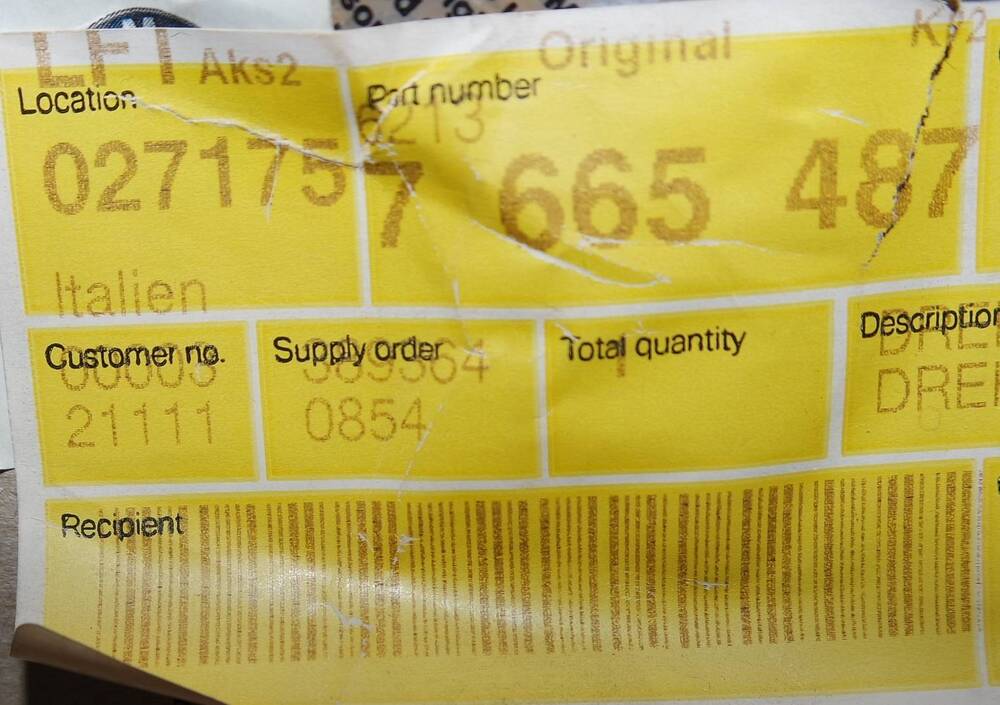 LFI Aks2 Original
Location Part number
6213
027175 7 665 487
Italien
Customer no. Supply order Total quantity Description
00003 389364 1 DRE
21111 0854 DRE
Recipient